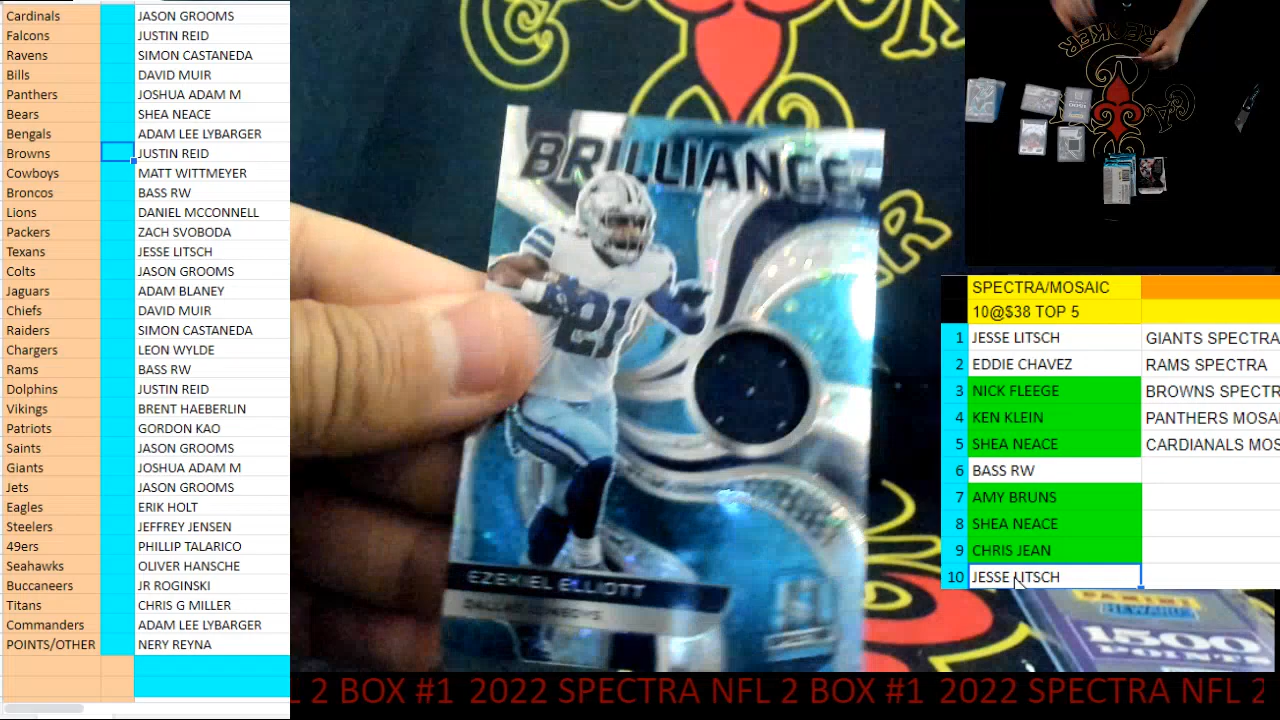 Cardinals JASON GROOMS
Falcons JUSTIN REID
Ravens SIMON CASTANEDA
Bills DAVID MUIR
Panthers JOSHUA ADAM M
Bears SHEA NEACE
Bengals ADAM LEE LYBARGER
Browns JUSTIN REID
Cowboys MATT WITTMEYER
Broncos BASS RW
Lions DANIEL MCCONNELL
Packers ZACH SVOBODA
Texans JESSE LITSCH
Colts JASON GROOMS
Jaguars ADAM BLANEY
Chiefs DAVID MUIR
Raiders SIMON CASTANEDA
Chargers LEON WYLDE
Rams BASS RW
Dolphins JUSTIN REID
Vikings BRENT HAEBERLIN
Patriots GORDON KAO
Saints JASON GROOMS
Giants JOSHUA ADAM M
Jets JASON GROOMS
Eagles ERIK HOLT
Steelers JEFFREY JENSEN
49ers PHILLIP TALARICO
Seahawks OLIVER HANSCHE
Buccaneers JR ROGINSKI
Titans CHRIS G MILLER
Commanders ADAM LEE LYBARGER
POINTS/OTHER NERY REYNA
BRILLIANCE
21
EZEKIEL ELLIOTT
DALLAS COWBOYS
SPECTRA/MOSAIC
10@$38 TOP 5
1 JESSE LITSCH GIANTS SPECTRA
2 EDDIE CHAVEZ RAMS SPECTRA
3 NICK FLEEGE BROWNS SPECTR
4 KEN KLEIN PANTHERS MOSA
5 SHEA NEACE CARDIANALS MOS
6 BASS RW
7 AMY BRUNS
8 SHEA NEACE
9 CHRIS JEAN
10 JESSE LITSCH
PANINI
REWARDS
1500
POINTS
L 2 BOX #1 2022 SPECTRA NFL 2 BOX #1 2022 SPECTRA NFL 2